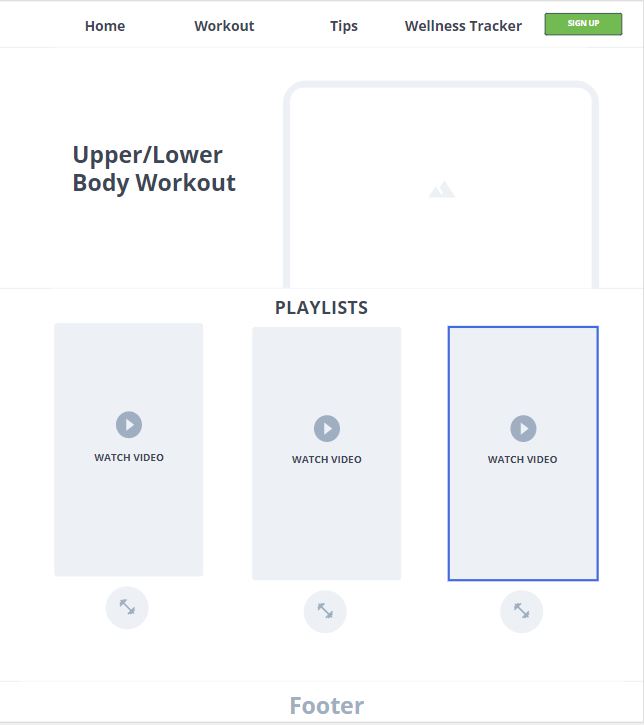 Home Workout Tips Wellness Tracker SIGN UP
Upper/Lower
Body Workout
PLAYLISTS
WATCH VIDEO WATCH VIDEO WATCH VIDEO
Footer